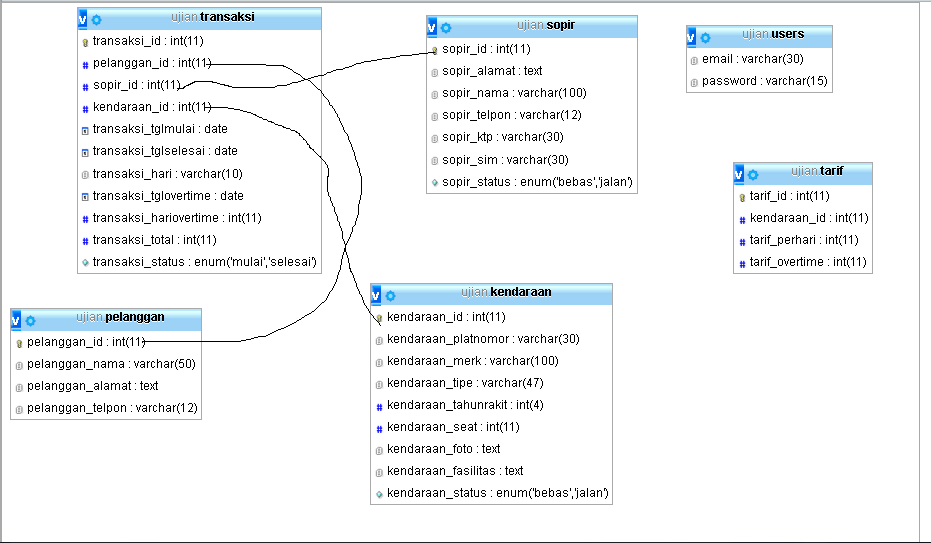 ujian.transaksi
transaksi_id : int(11)
pelanggan_id : int(11)
sopir_id : int(11)
kendaraan_id : int(11)
transaksi_tglmulai : date
transaksi_tglselesai : date
transaksi_hari : varchar(10)
transaksi_tglovertime : date
transaksi_hariovertime : int(11)
transaksi_total : int(11)
transaksi_status : enum('mulai','selesai')
ujian.sopir
sopir_id : int(11)
sopir_alamat : text
sopir_nama : varchar(100)
sopir_telpon : varchar(12)
sopir_ktp : varchar(30)
sopir_sim : varchar(30)
sopir_status : enum('bebas','jalan')
ujian.users
email : varchar(30)
password : varchar(15)
ujian.tarif
tarif_id : int(11)
kendaraan_id : int(11)
tarif_perhari : int(11)
tarif_overtime : int(11)
ujian.pelanggan
pelanggan_id : int(11)
pelanggan_nama : varchar(50)
pelanggan_alamat : text
pelanggan_telpon : varchar(12)
ujian.kendaraan
kendaraan_id : int(11)
kendaraan_platnomor : varchar(30)
kendaraan_merk : varchar(100)
kendaraan_tipe : varchar(47)
kendaraan_tahunrakit : int(4)
kendaraan_seat : int(11)
kendaraan_foto : text
kendaraan_fasilitas : text
kendaraan_status : enum('bebas','jalan')